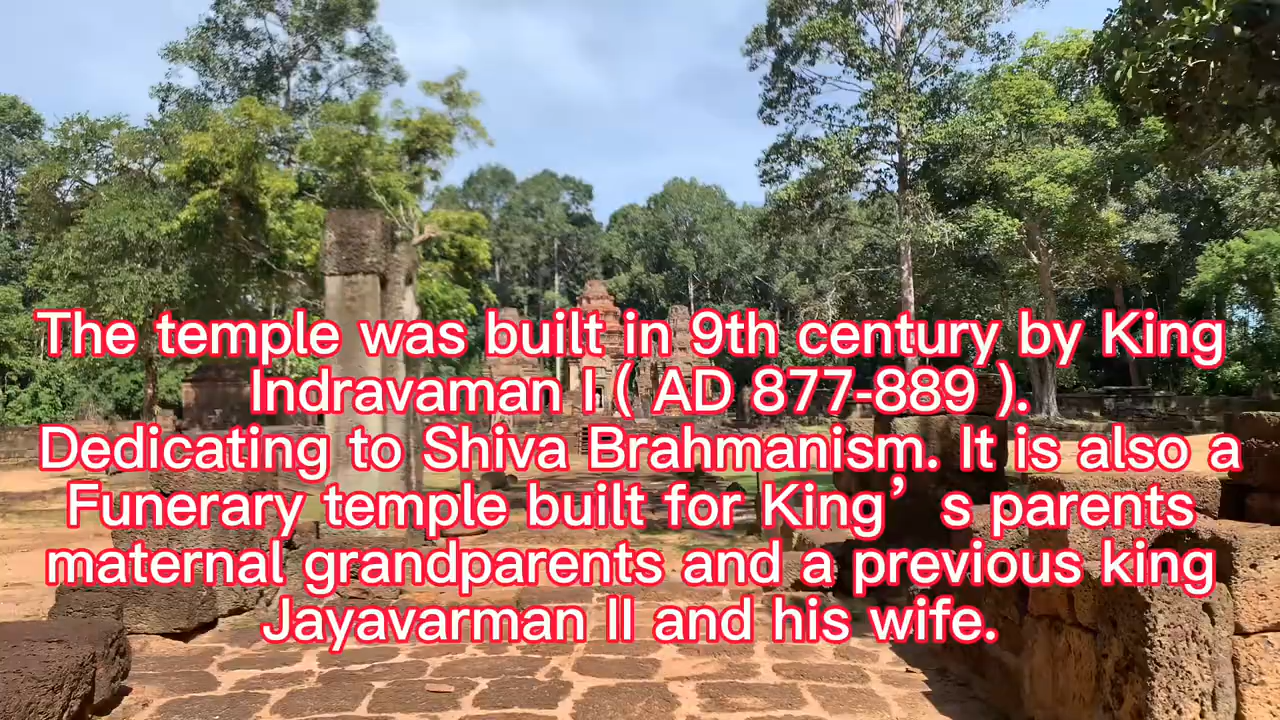 The temple was built in 9th century by King
Indravaman I ( AD 877-889 ).
Dedicating to Shiva Brahmanism. It is also a
Funerary temple built for King’s parents
maternal grandparents and a previous king
Jayavarman ll and his wife.